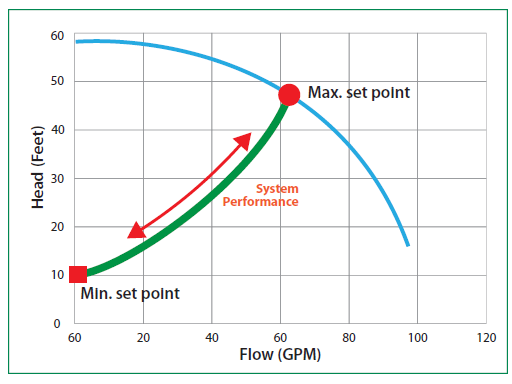 60
50
40
30
20
10
0
Head (Feet)
Max. set point
System
Performance
Min. set point
60 20 40 60 80 100 120
Flow (GPM)